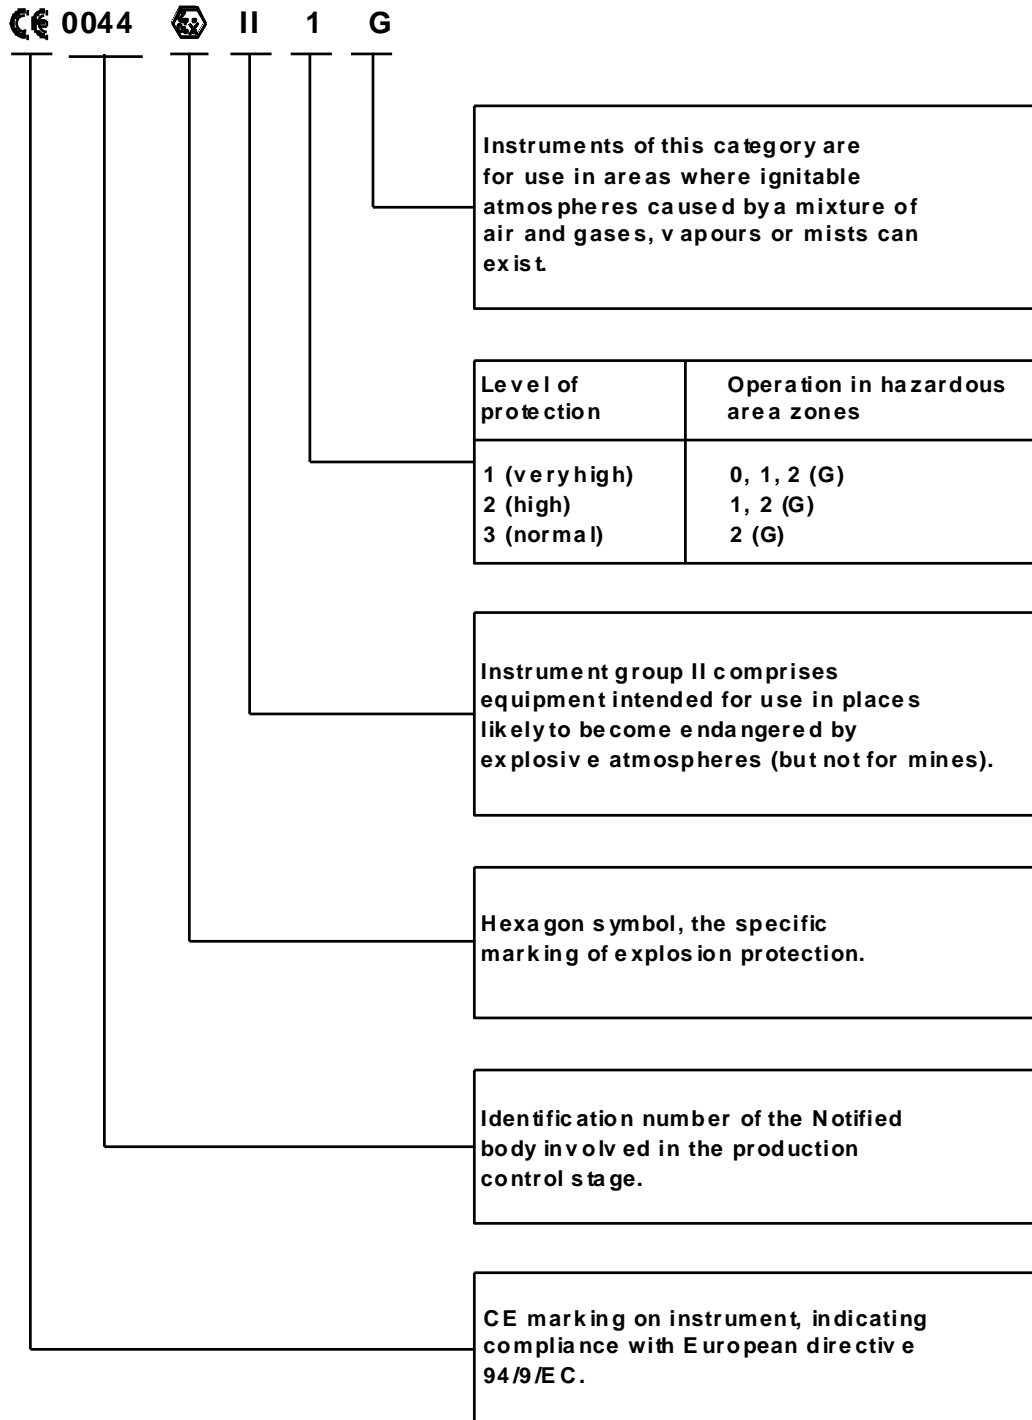 CE 0044 Ex II 1 G
Instruments of this category are
for use in areas where ignitable
atmospheres caused by a mixture of
air and gases, vapours or mists can
exist.
Level of Operation in hazardous
protection area zones
1 (very high) 0, 1, 2 (G)
2 (high) 1, 2 (G)
3 (normal) 2 (G)
Instrument group II comprises
equipment intended for use in places
likely to become endangered by
explosive atmospheres (but not for mines).
Hexagon symbol, the specific
marking of explosion protection.
Identification number of the Notified
body involved in the production
control stage.
CE marking on instrument, indicating
compliance with European directive
94/9/EC.